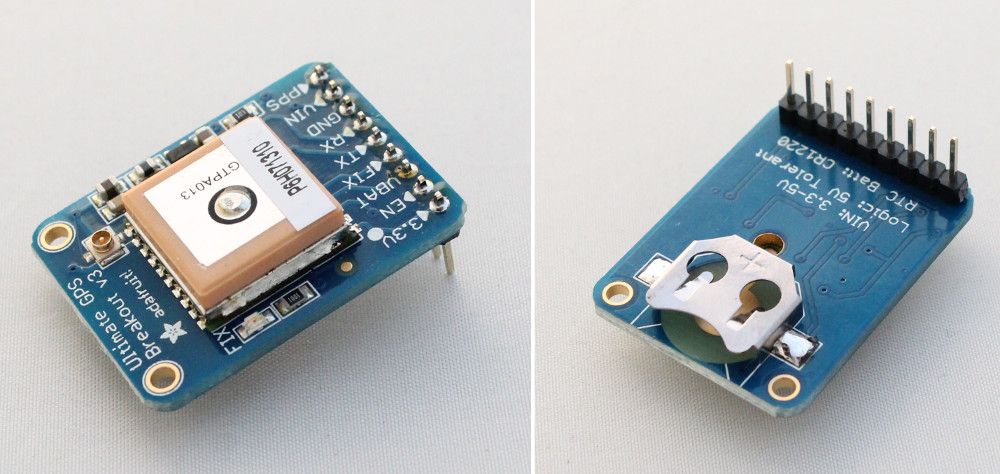 PPS
VIN
GND
RX
TX
FIX
VBAT
EN
3.3V
P6H071310
GTPA013
Ultimate GPS
Breakout v3
adafruit!
FIX
VIN: 3.3-5V
Logic: 5V Tolerant
RTC Batt: CR1220